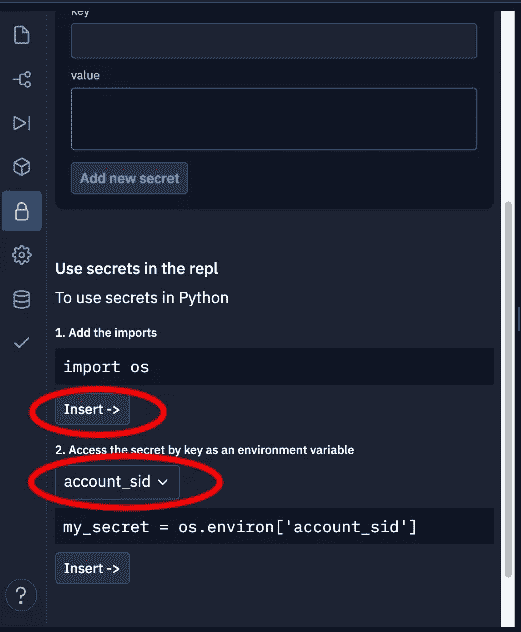 key
value
Add new secret
Use secrets in the repl
To use secrets in Python
1. Add the imports
import os
Insert ->
2. Access the secret by key as an environment variable
account_sid
my_secret = os.environ['account_sid']
Insert ->
?